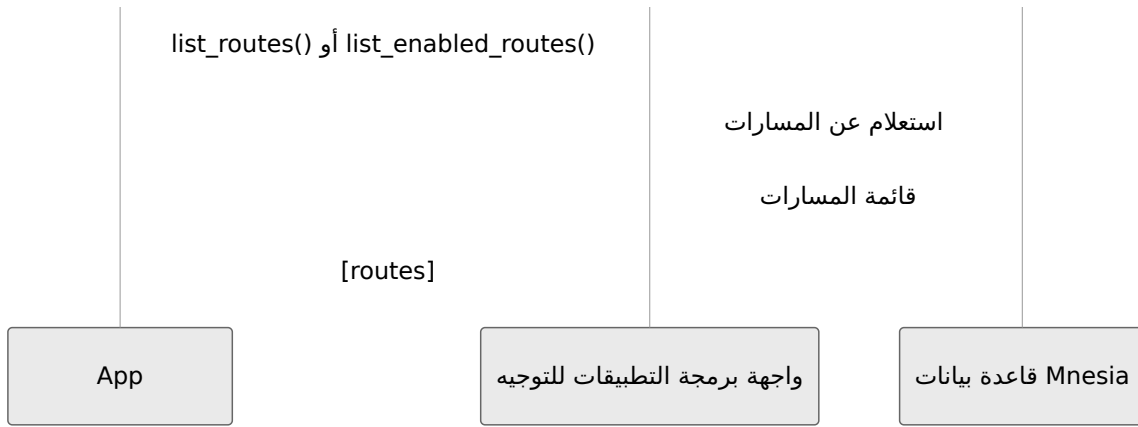 list_routes() أو list_enabled_routes()
استعلام عن المسارات
قائمة المسارات
[routes]
App
واجهة برمجة التطبيقات للتوجيه
قاعدة بيانات Mnesia